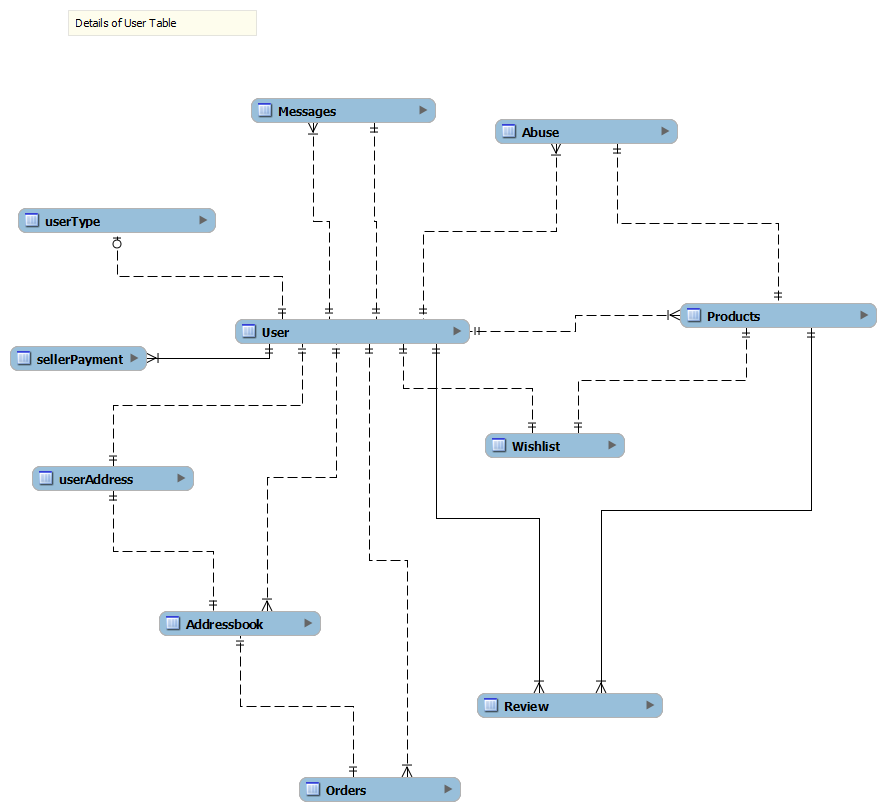 Details of User Table
Messages
Abuse
userType
Products
User
sellerPayment
Wishlist
userAddress
Addressbook
Review
Orders